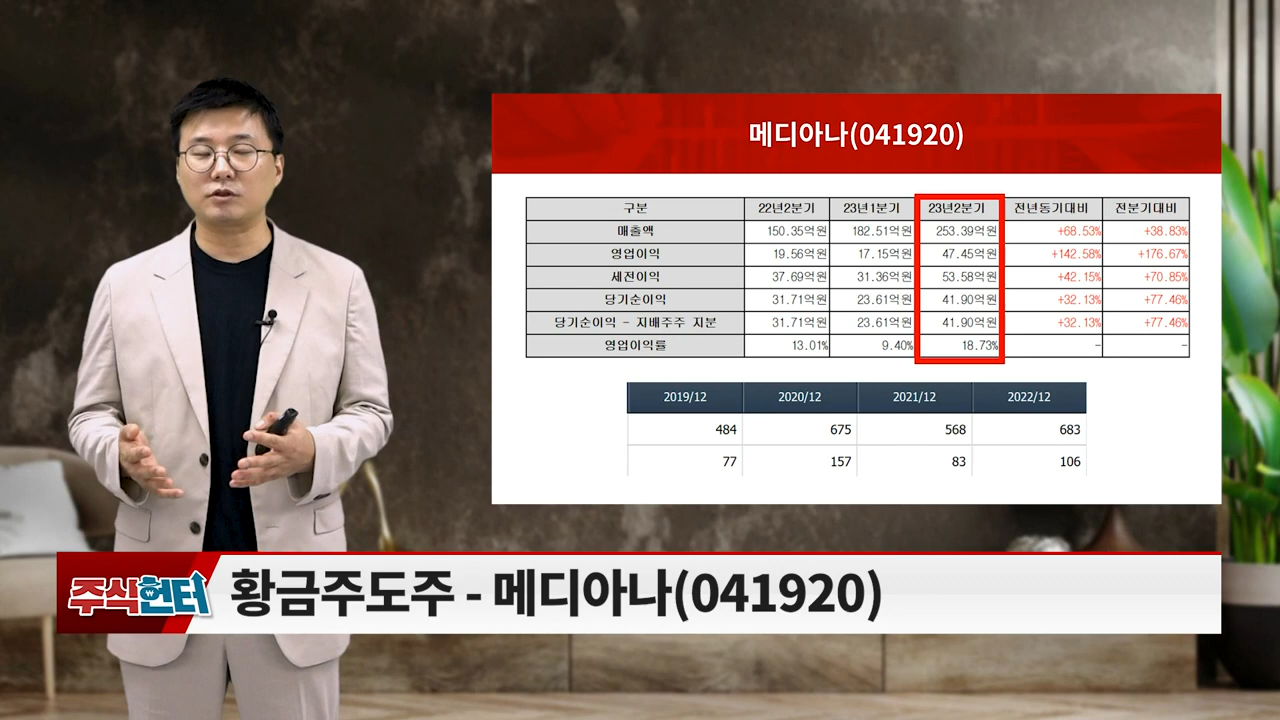 메디아나(041920)
구분 22년2분기 23년1분기 23년2분기 전년동기대비 전분기대비
매출액 150.35억원 182.51억원 253.39억원 +68.53% +38.83%
영업이익 19.56억원 17.15억원 47.45억원 +142.58% +176.67%
세전이익 37.69억원 31.36억원 53.58억원 +42.15% +70.85%
당기순이익 31.71억원 23.61억원 41.90억원 +32.13% +77.46%
당기순이익 - 지배주주 지분 31.71억원 23.61억원 41.90억원 +32.13% +77.46%
영업이익률 13.01% 9.40% 18.73% - -
2019/12 2020/12 2021/12 2022/12
484 675 568 683
77 157 83 106
주식헌터 황금주도주 - 메디아나(041920)